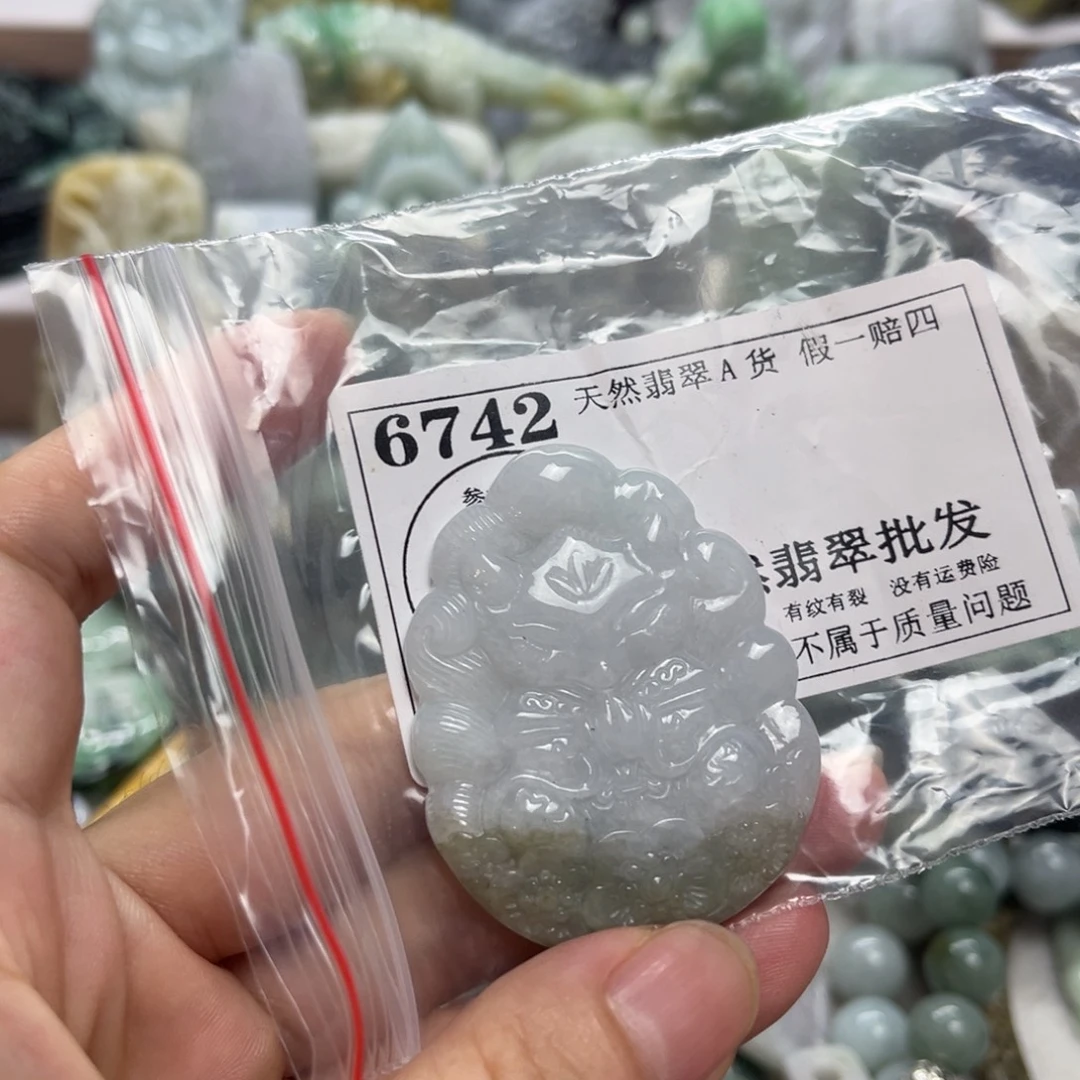 天然翡翠A货 假一赔四
6742
参
翡翠批发
有纹有裂 没有运费险
不属于质量问题